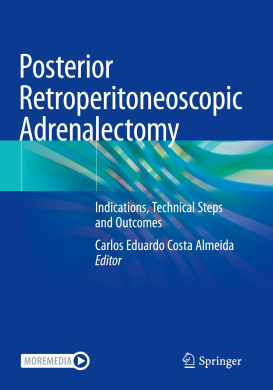 Posterior
Retroperitoneoscopic
Adrenalectomy
Indications, Technical Steps
and Outcomes
Carlos Eduardo Costa Almeida
Editor
MOREMEDIA
Springer